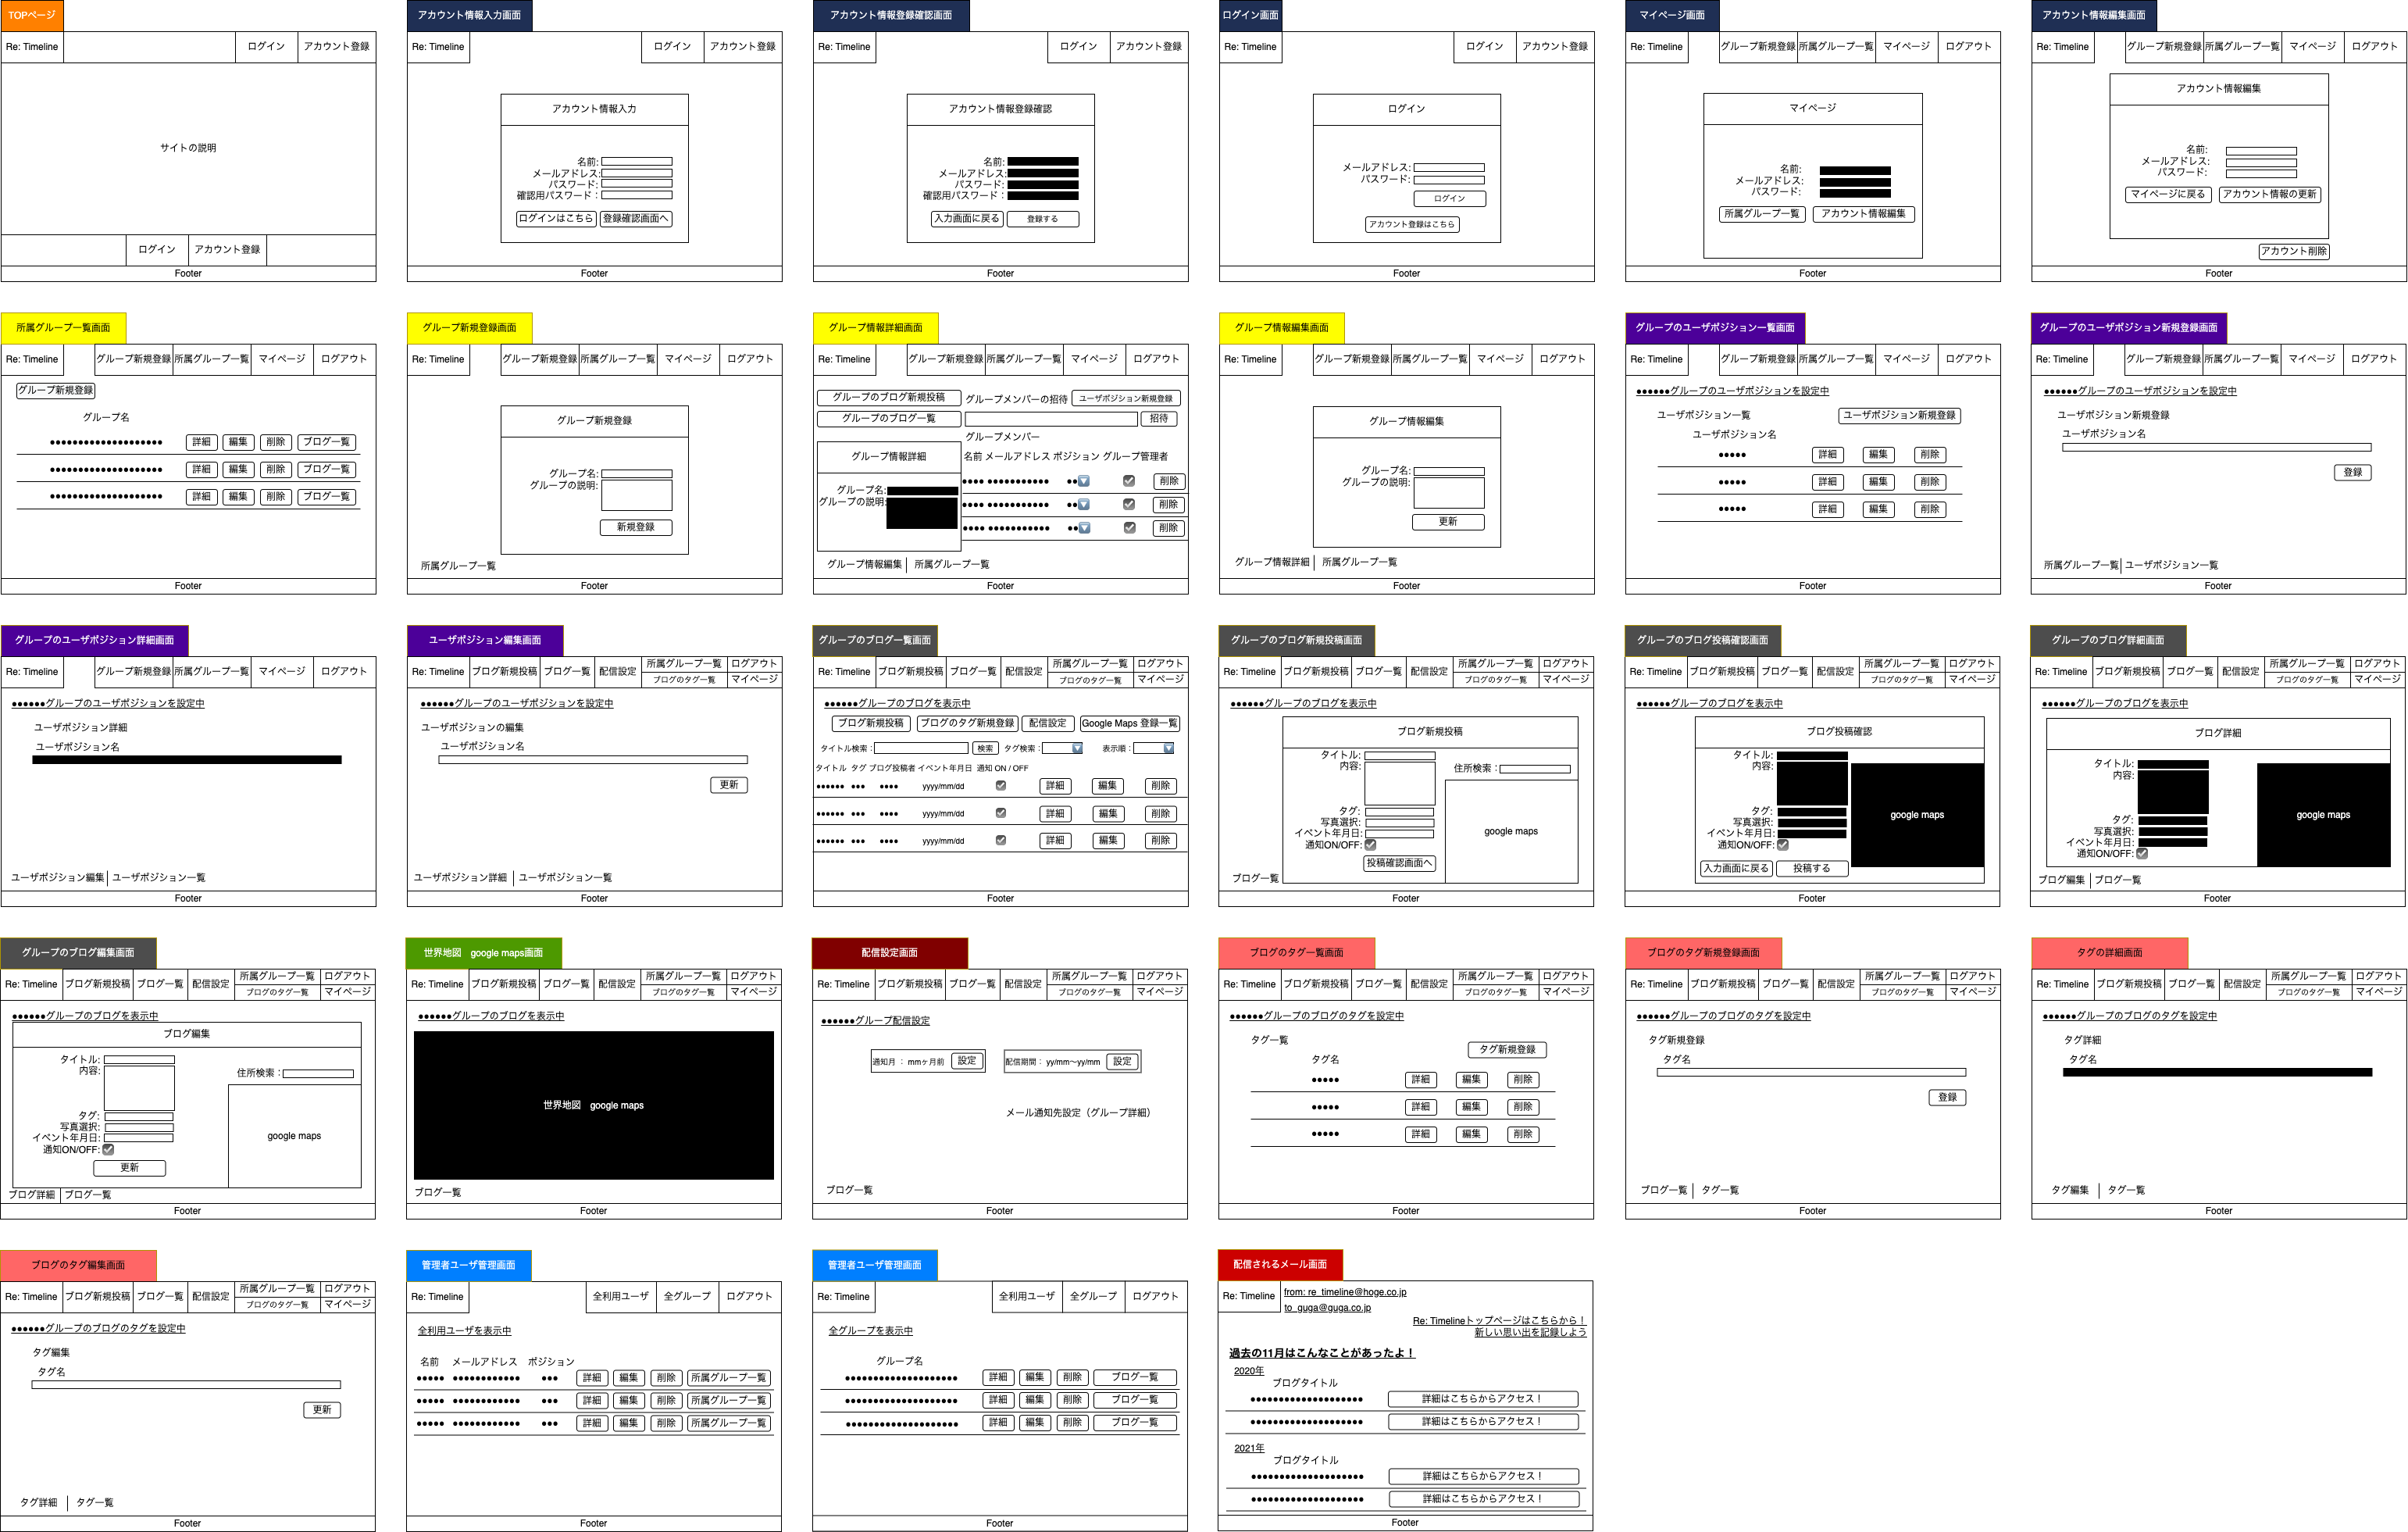 TOPページ
Re: Timeline
ログイン
アカウント登録
サイトの説明
ログイン
アカウント登録
Footer
アカウント情報入力画面
Re: Timeline
ログイン
アカウント登録
アカウント情報入力
名前:
メールアドレス:
パスワード:
確認用パスワード：
ログインはこちら
登録確認画面へ
Footer
アカウント情報登録確認画面
Re: Timeline
ログイン
アカウント登録
アカウント情報登録確認
名前:
メールアドレス:
パスワード:
確認用パスワード：
入力画面に戻る
登録する
Footer
ログイン画面
Re: Timeline
ログイン
アカウント登録
ログイン
メールアドレス:
パスワード:
ログイン
アカウント登録はこちら
Footer
マイページ画面
Re: Timeline
グループ新規登録
所属グループ一覧
マイページ
ログアウト
マイページ
名前:
メールアドレス:
パスワード:
所属グループ一覧
アカウント情報編集
Footer
アカウント情報編集画面
Re: Timeline
グループ新規登録
所属グループ一覧
マイページ
ログアウト
アカウント情報編集
名前:
メールアドレス:
パスワード:
マイページに戻る
アカウント情報の更新
アカウント削除
Footer
所属グループ一覧画面
Re: Timeline
グループ新規登録
所属グループ一覧
マイページ
ログアウト
グループ新規登録
グループ名
●●●●●●●●●●●●●●●●●●●● 詳細 編集 削除 ブログ一覧
●●●●●●●●●●●●●●●●●●●● 詳細 編集 削除 ブログ一覧
●●●●●●●●●●●●●●●●●●●● 詳細 編集 削除 ブログ一覧
Footer
グループ新規登録画面
Re: Timeline
グループ新規登録
所属グループ一覧
マイページ
ログアウト
グループ新規登録
グループ名:
グループの説明:
新規登録
所属グループ一覧
Footer
グループ情報詳細画面
Re: Timeline
グループ新規登録
所属グループ一覧
マイページ
ログアウト
グループのブログ新規投稿
グループメンバーの招待
ユーザポジション新規登録
グループのブログ一覧
招待
グループメンバー
グループ情報詳細
名前 メールアドレス ポジション グループ管理者
グループ名:
グループの説明:
●●●● ●●●●●●●●●●● ●● 削除
●●●● ●●●●●●●●●●● ●● 削除
●●●● ●●●●●●●●●●● ●● 削除
グループ情報編集
所属グループ一覧
Footer
グループ情報編集画面
Re: Timeline
グループ新規登録
所属グループ一覧
マイページ
ログアウト
グループ情報編集
グループ名:
グループの説明:
更新
グループ情報詳細
所属グループ一覧
Footer
グループのユーザポジション一覧画面
Re: Timeline
グループ新規登録
所属グループ一覧
マイページ
ログアウト
●●●●●●グループのユーザポジションを設定中
ユーザポジション一覧
ユーザポジション新規登録
ユーザポジション名
●●●●● 詳細 編集 削除
●●●●● 詳細 編集 削除
●●●●● 詳細 編集 削除
Footer
グループのユーザポジション新規登録画面
Re: Timeline
グループ新規登録
所属グループ一覧
マイページ
ログアウト
●●●●●●グループのユーザポジションを設定中
ユーザポジション新規登録
ユーザポジション名
登録
所属グループ一覧
ユーザポジション一覧
Footer
グループのユーザポジション詳細画面
Re: Timeline
グループ新規登録
所属グループ一覧
マイページ
ログアウト
●●●●●●グループのユーザポジションを設定中
ユーザポジション詳細
ユーザポジション名
ユーザポジション編集
ユーザポジション一覧
Footer
ユーザポジション編集画面
Re: Timeline
ブログ新規投稿
ブログ一覧
配信設定
所属グループ一覧
ログアウト
ブログのタグ一覧
マイページ
●●●●●●グループのユーザポジションを設定中
ユーザポジションの編集
ユーザポジション名
更新
ユーザポジション詳細
ユーザポジション一覧
Footer
グループのブログ一覧画面
Re: Timeline
ブログ新規投稿
ブログ一覧
配信設定
所属グループ一覧
ログアウト
ブログのタグ一覧
マイページ
●●●●●●グループのブログを表示中
ブログ新規投稿
ブログのタグ新規登録
配信設定
Google Maps 登録一覧
タイトル検索：
検索
タグ検索：
表示順：
タイトル タグ ブログ投稿者 イベント年月日 通知 ON / OFF
●●●●●● ●●● ●●●● yyyy/mm/dd 詳細 編集 削除
●●●●●● ●●● ●●●● yyyy/mm/dd 詳細 編集 削除
●●●●●● ●●● ●●●● yyyy/mm/dd 詳細 編集 削除
Footer
グループのブログ新規投稿画面
Re: Timeline
ブログ新規投稿
ブログ一覧
配信設定
所属グループ一覧
ログアウト
ブログのタグ一覧
マイページ
●●●●●●グループのブログを表示中
ブログ新規投稿
タイトル:
内容:
住所検索：
タグ:
写真選択:
イベント年月日:
通知ON/OFF:
google maps
投稿確認画面へ
ブログ一覧
Footer
グループのブログ投稿確認画面
Re: Timeline
ブログ新規投稿
ブログ一覧
配信設定
所属グループ一覧
ログアウト
ブログのタグ一覧
マイページ
●●●●●●グループのブログを表示中
ブログ投稿確認
タイトル:
内容:
タグ:
写真選択:
イベント年月日:
通知ON/OFF:
google maps
入力画面に戻る
投稿する
Footer
グループのブログ詳細画面
Re: Timeline
ブログ新規投稿
ブログ一覧
配信設定
所属グループ一覧
ログアウト
ブログのタグ一覧
マイページ
●●●●●●グループのブログを表示中
ブログ詳細
タイトル:
内容:
タグ:
写真選択:
イベント年月日:
通知ON/OFF:
google maps
ブログ編集
ブログ一覧
Footer
グループのブログ編集画面
Re: Timeline
ブログ新規投稿
ブログ一覧
配信設定
所属グループ一覧
ログアウト
ブログのタグ一覧
マイページ
●●●●●●グループのブログを表示中
ブログ編集
タイトル:
内容:
住所検索：
タグ:
写真選択:
イベント年月日:
通知ON/OFF:
google maps
更新
ブログ詳細
ブログ一覧
Footer
世界地図　google maps画面
Re: Timeline
ブログ新規投稿
ブログ一覧
配信設定
所属グループ一覧
ログアウト
ブログのタグ一覧
マイページ
●●●●●●グループのブログを表示中
世界地図　google maps
ブログ一覧
Footer
配信設定画面
Re: Timeline
ブログ新規投稿
ブログ一覧
配信設定
所属グループ一覧
ログアウト
ブログのタグ一覧
マイページ
●●●●●●グループ配信設定
通知月 ： mmヶ月前 設定
配信期間： yy/mm〜yy/mm 設定
メール通知先設定（グループ詳細）
ブログ一覧
Footer
ブログのタグ一覧画面
Re: Timeline
ブログ新規投稿
ブログ一覧
配信設定
所属グループ一覧
ログアウト
ブログのタグ一覧
マイページ
●●●●●●グループのブログのタグを設定中
タグ一覧
タグ新規登録
タグ名
●●●●● 詳細 編集 削除
●●●●● 詳細 編集 削除
●●●●● 詳細 編集 削除
Footer
ブログのタグ新規登録画面
Re: Timeline
ブログ新規投稿
ブログ一覧
配信設定
所属グループ一覧
ログアウト
ブログのタグ一覧
マイページ
●●●●●●グループのブログのタグを設定中
タグ新規登録
タグ名
登録
ブログ一覧
タグ一覧
Footer
タグの詳細画面
Re: Timeline
ブログ新規投稿
ブログ一覧
配信設定
所属グループ一覧
ログアウト
ブログのタグ一覧
マイページ
●●●●●●グループのブログのタグを設定中
タグ詳細
タグ名
タグ編集
タグ一覧
Footer
ブログのタグ編集画面
Re: Timeline
ブログ新規投稿
ブログ一覧
配信設定
所属グループ一覧
ログアウト
ブログのタグ一覧
マイページ
●●●●●●グループのブログのタグを設定中
タグ編集
タグ名
更新
タグ詳細
タグ一覧
Footer
管理者ユーザ管理画面
Re: Timeline
全利用ユーザ
全グループ
ログアウト
全利用ユーザを表示中
名前 メールアドレス ポジション
●●●●● ●●●●●●●●●●●● ●●● 詳細 編集 削除 所属グループ一覧
●●●●● ●●●●●●●●●●●● ●●● 詳細 編集 削除 所属グループ一覧
●●●●● ●●●●●●●●●●●● ●●● 詳細 編集 削除 所属グループ一覧
Footer
管理者ユーザ管理画面
Re: Timeline
全利用ユーザ
全グループ
ログアウト
全グループを表示中
グループ名
●●●●●●●●●●●●●●●●●●●● 詳細 編集 削除 ブログ一覧
●●●●●●●●●●●●●●●●●●●● 詳細 編集 削除 ブログ一覧
●●●●●●●●●●●●●●●●●●●● 詳細 編集 削除 ブログ一覧
Footer
配信されるメール画面
Re: Timeline
from: re_timeline@hoge.co.jp
to_guga@guga.co.jp
Re: Timelineトップページはこちらから！
新しい思い出を記録しよう
過去の11月はこんなことがあったよ！
2020年
ブログタイトル
●●●●●●●●●●●●●●●●●●●● 詳細はこちらからアクセス！
●●●●●●●●●●●●●●●●●●●● 詳細はこちらからアクセス！
2021年
ブログタイトル
●●●●●●●●●●●●●●●●●●●● 詳細はこちらからアクセス！
●●●●●●●●●●●●●●●●●●●● 詳細はこちらからアクセス！
Footer